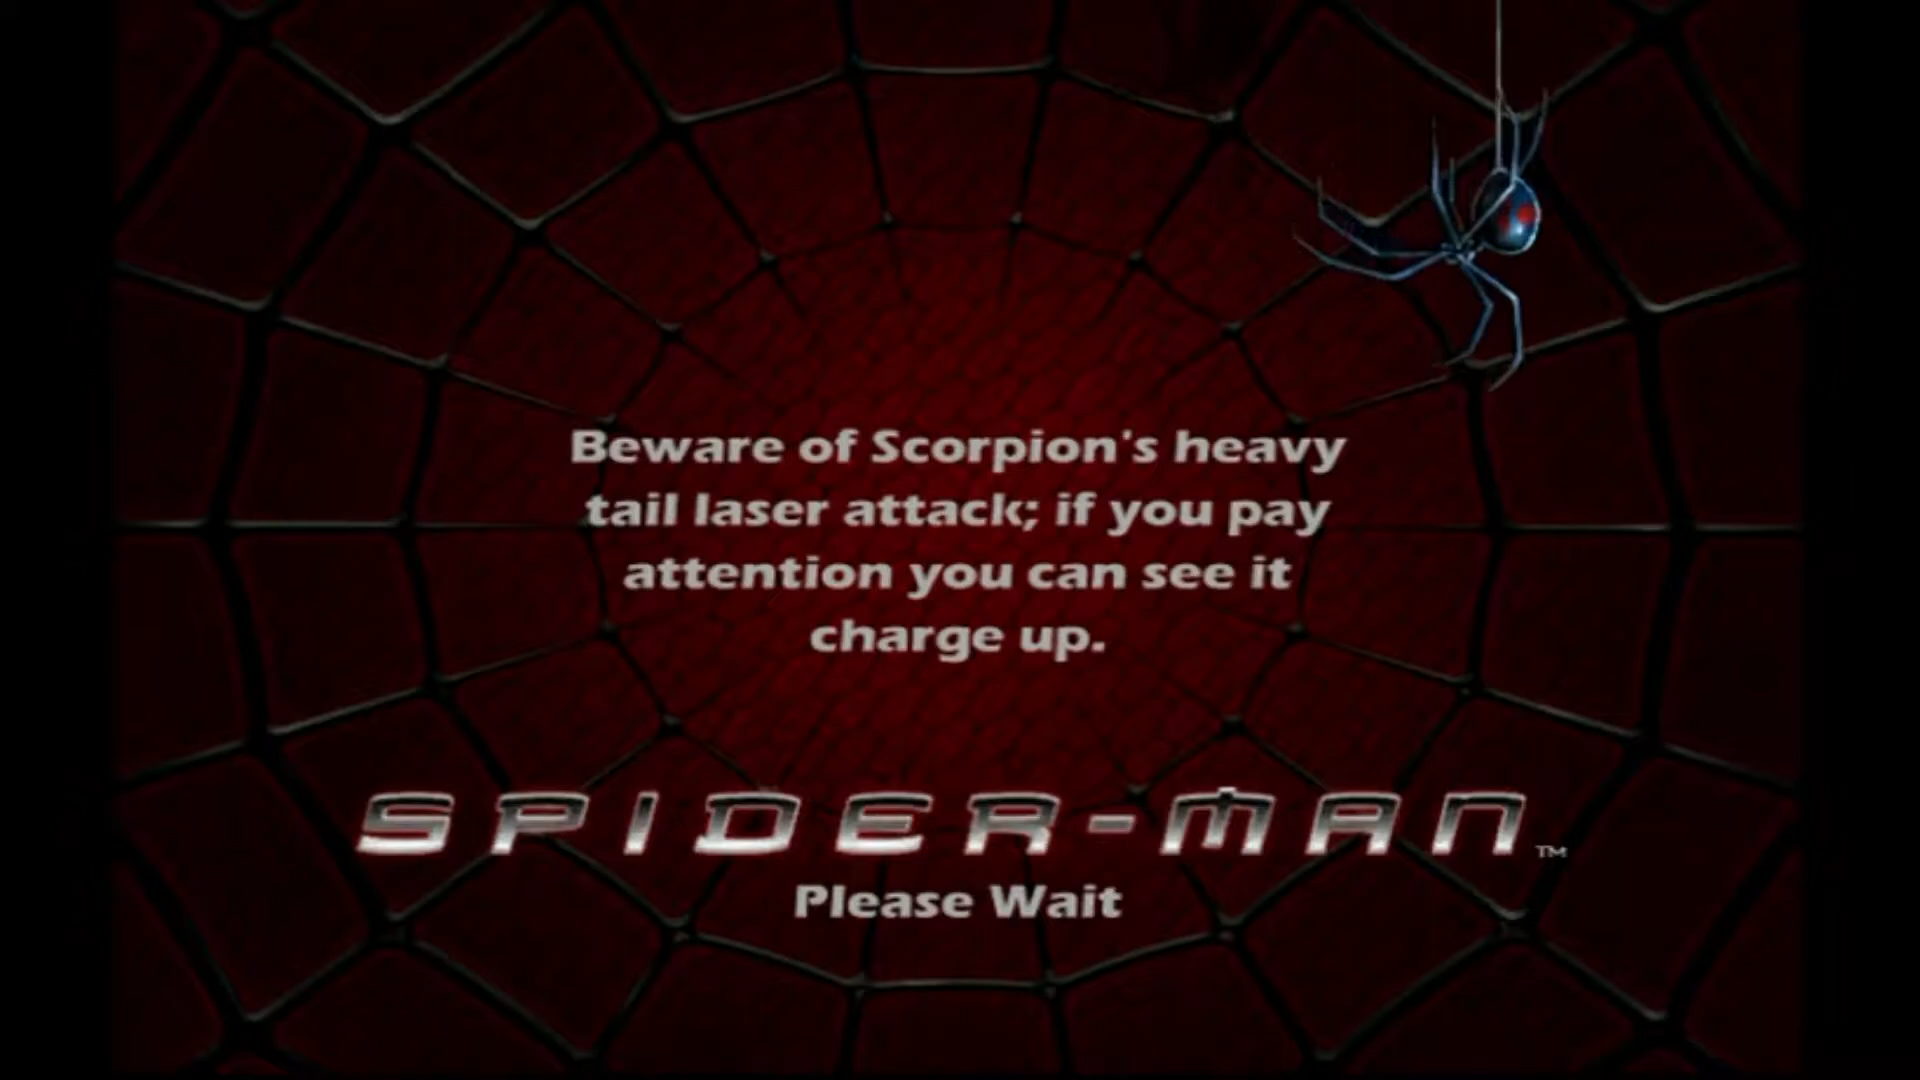 Beware of Scorpion's heavy
tail laser attack; if you pay
attention you can see it
charge up.
SPIDER-MAN™
Please Wait